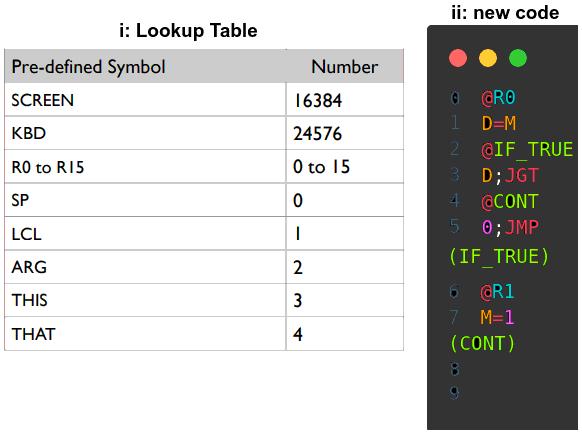 i: Lookup Table
Pre-defined Symbol Number
SCREEN 16384
KBD 24576
R0 to R15 0 to 15
SP 0
LCL 1
ARG 2
THIS 3
THAT 4
ii: new code
0 @R0
1 D=M
2 @IF_TRUE
3 D;JGT
4 @CONT
5 0;JMP
(IF_TRUE)
6 @R1
7 M=1
(CONT)
8
9